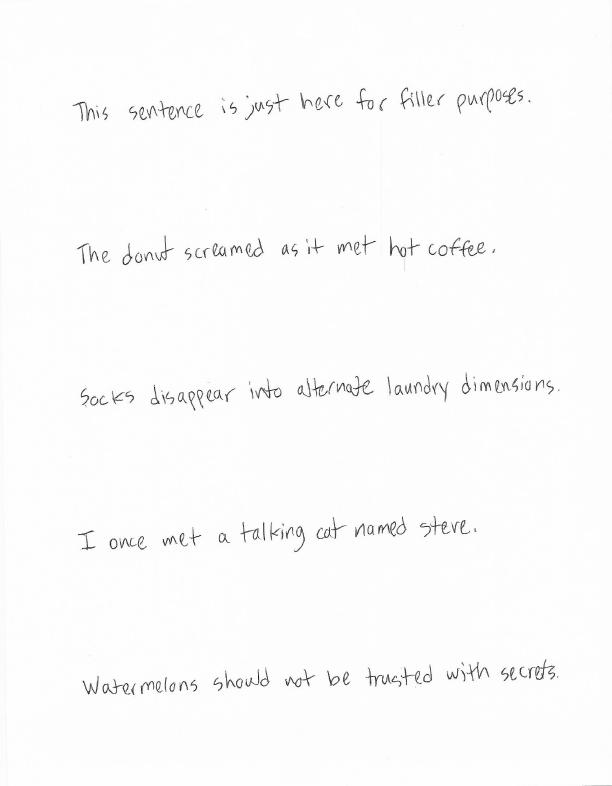 This sentence is just here for filler purposes.
The donut screamed as it met hot coffee.
Socks disappear into alternate laundry dimensions.
I once met a talking cat named steve.
Watermelons should not be trusted with secrets.